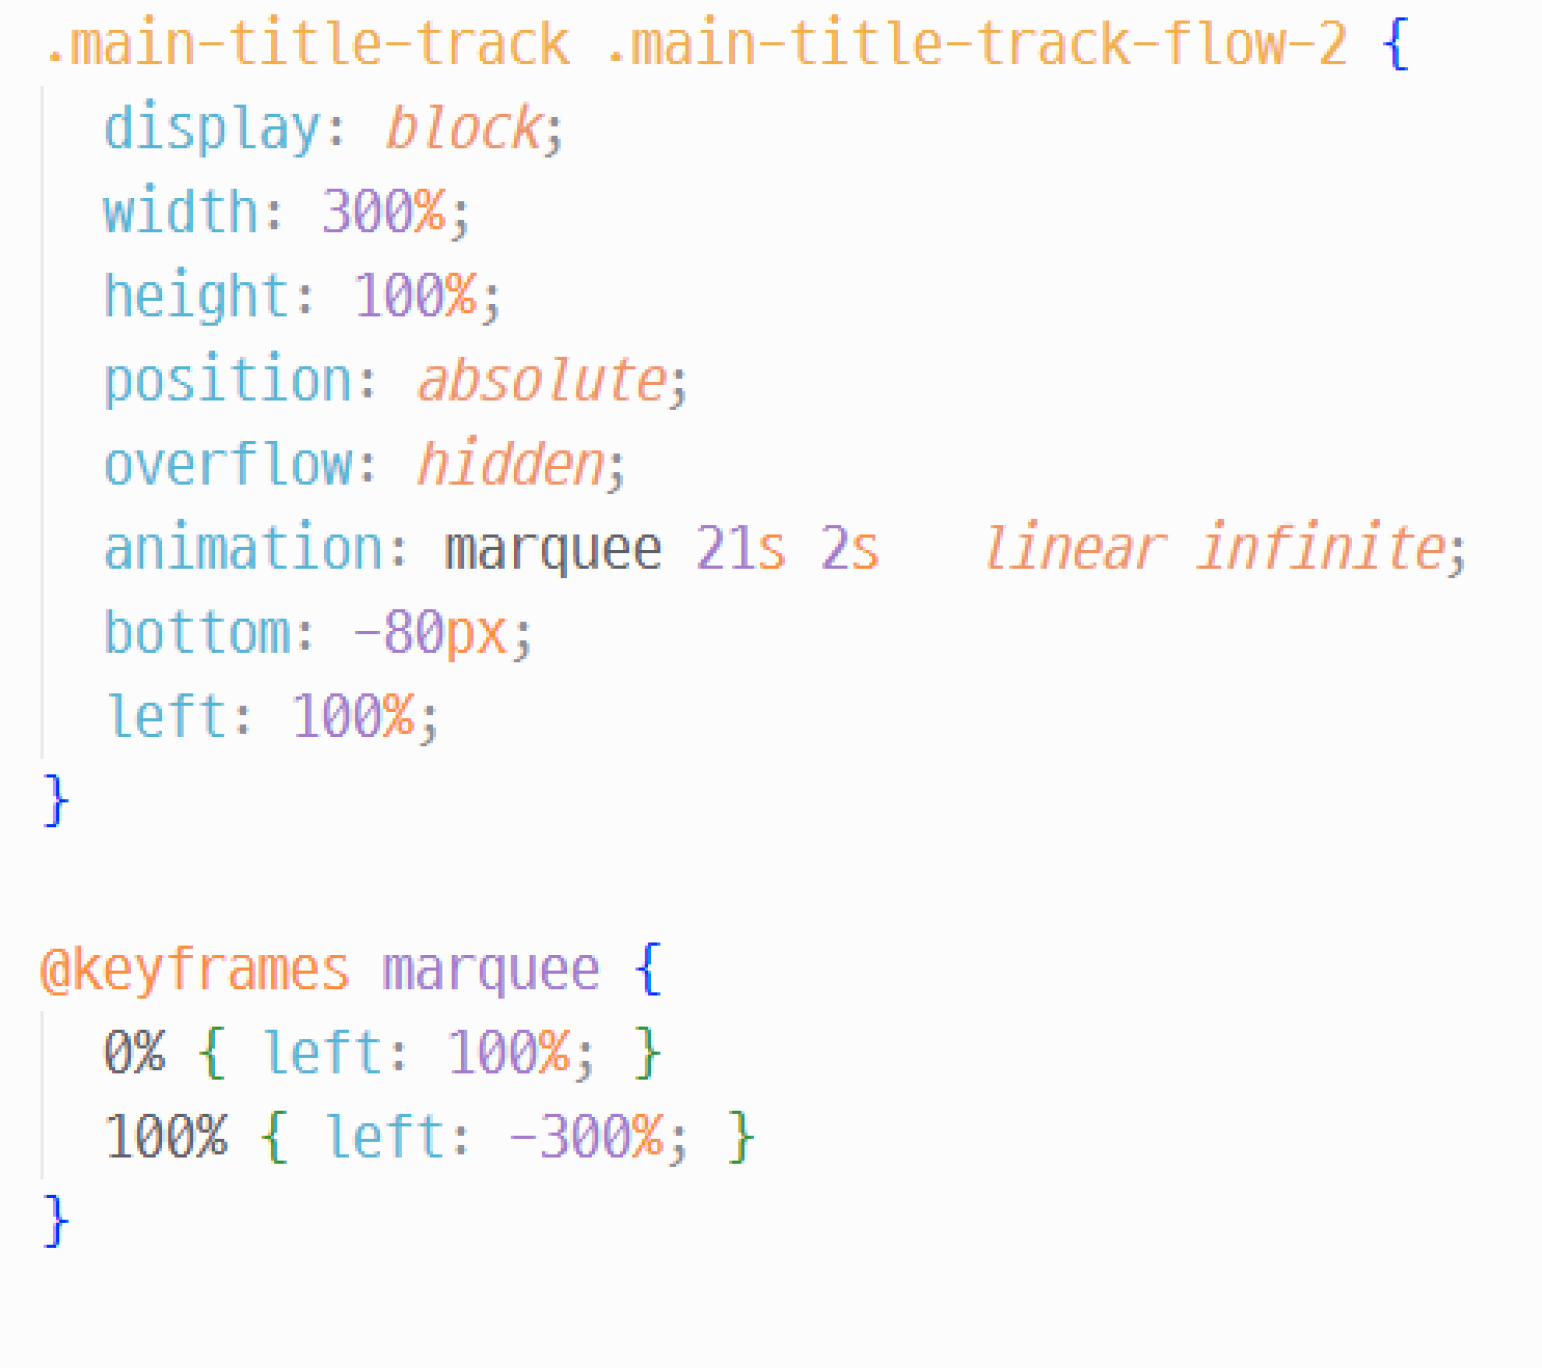 .main-title-track .main-title-track-flow-2 {
  display: block;
  width: 300%;
  height: 100%;
  position: absolute;
  overflow: hidden;
  animation: marquee 21s 2s   linear infinite;
  bottom: -80px;
  left: 100%;
}

@keyframes marquee {
  0% { left: 100%; }
  100% { left: -300%; }
}